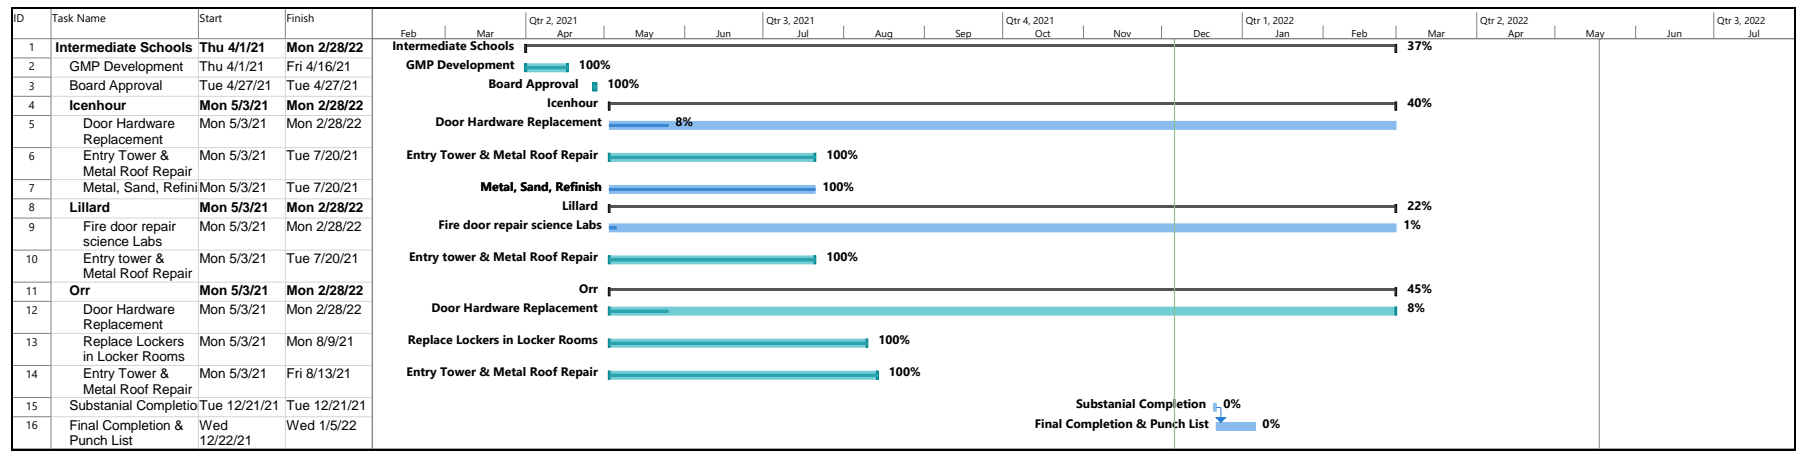 ID Task Name Start Finish Qtr 2, 2021 Qtr 3, 2021 Qtr 4, 2021 Qtr 1, 2022 Qtr 2, 2022 Qtr 3, 2022
Feb Mar Apr May Jun Jul Aug Sep Oct Nov Dec Jan Feb Mar Apr May Jun Jul
1 Intermediate Schools Thu 4/1/21 Mon 2/28/22 Intermediate Schools 37%
2 GMP Development Thu 4/1/21 Fri 4/16/21 GMP Development 100%
3 Board Approval Tue 4/27/21 Tue 4/27/21 Board Approval 100%
4 Icenhour Mon 5/3/21 Mon 2/28/22 Icenhour 40%
5 Door Hardware Mon 5/3/21 Mon 2/28/22 Door Hardware Replacement 8%
Replacement
6 Entry Tower & Mon 5/3/21 Tue 7/20/21 Entry Tower & Metal Roof Repair 100%
Metal Roof Repair
7 Metal, Sand, Refini Mon 5/3/21 Tue 7/20/21 Metal, Sand, Refinish 100%
8 Lillard Mon 5/3/21 Mon 2/28/22 Lillard 22%
9 Fire door repair Mon 5/3/21 Mon 2/28/22 Fire door repair science Labs 1%
science Labs
10 Entry tower & Mon 5/3/21 Tue 7/20/21 Entry tower & Metal Roof Repair 100%
Metal Roof Repair
11 Orr Mon 5/3/21 Mon 2/28/22 Orr 45%
12 Door Hardware Mon 5/3/21 Mon 2/28/22 Door Hardware Replacement 8%
Replacement
13 Replace Lockers Mon 5/3/21 Mon 8/9/21 Replace Lockers in Locker Rooms 100%
in Locker Rooms
14 Entry Tower & Mon 5/3/21 Fri 8/13/21 Entry Tower & Metal Roof Repair 100%
Metal Roof Repair
15 Substanial Completio Tue 12/21/21 Tue 12/21/21 Substanial Completion 0%
16 Final Completion & Wed Wed 1/5/22 Final Completion & Punch List 0%
Punch List 12/22/21